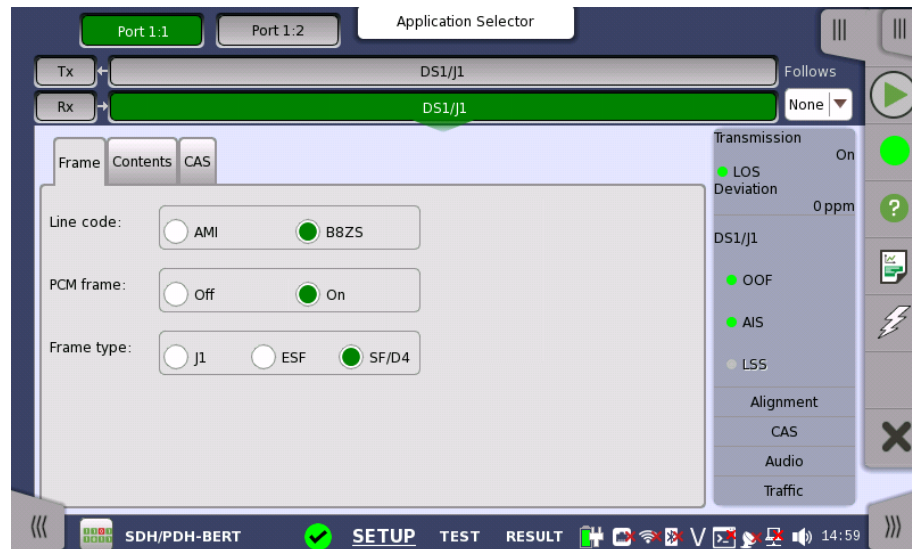 Port 1:1
Port 1:2
Application Selector
Tx
DS1/J1
Follows
Rx
DS1/J1
None
Frame
Contents
CAS
Line code:
AMI
B8ZS
PCM frame:
Off
On
Frame type:
J1
ESF
SF/D4
Transmission
On
LOS
Deviation
0 ppm
DS1/J1
OOF
AIS
LSS
Alignment
CAS
Audio
Traffic
SDH/PDH-BERT
SETUP
TEST
RESULT
V
14:59